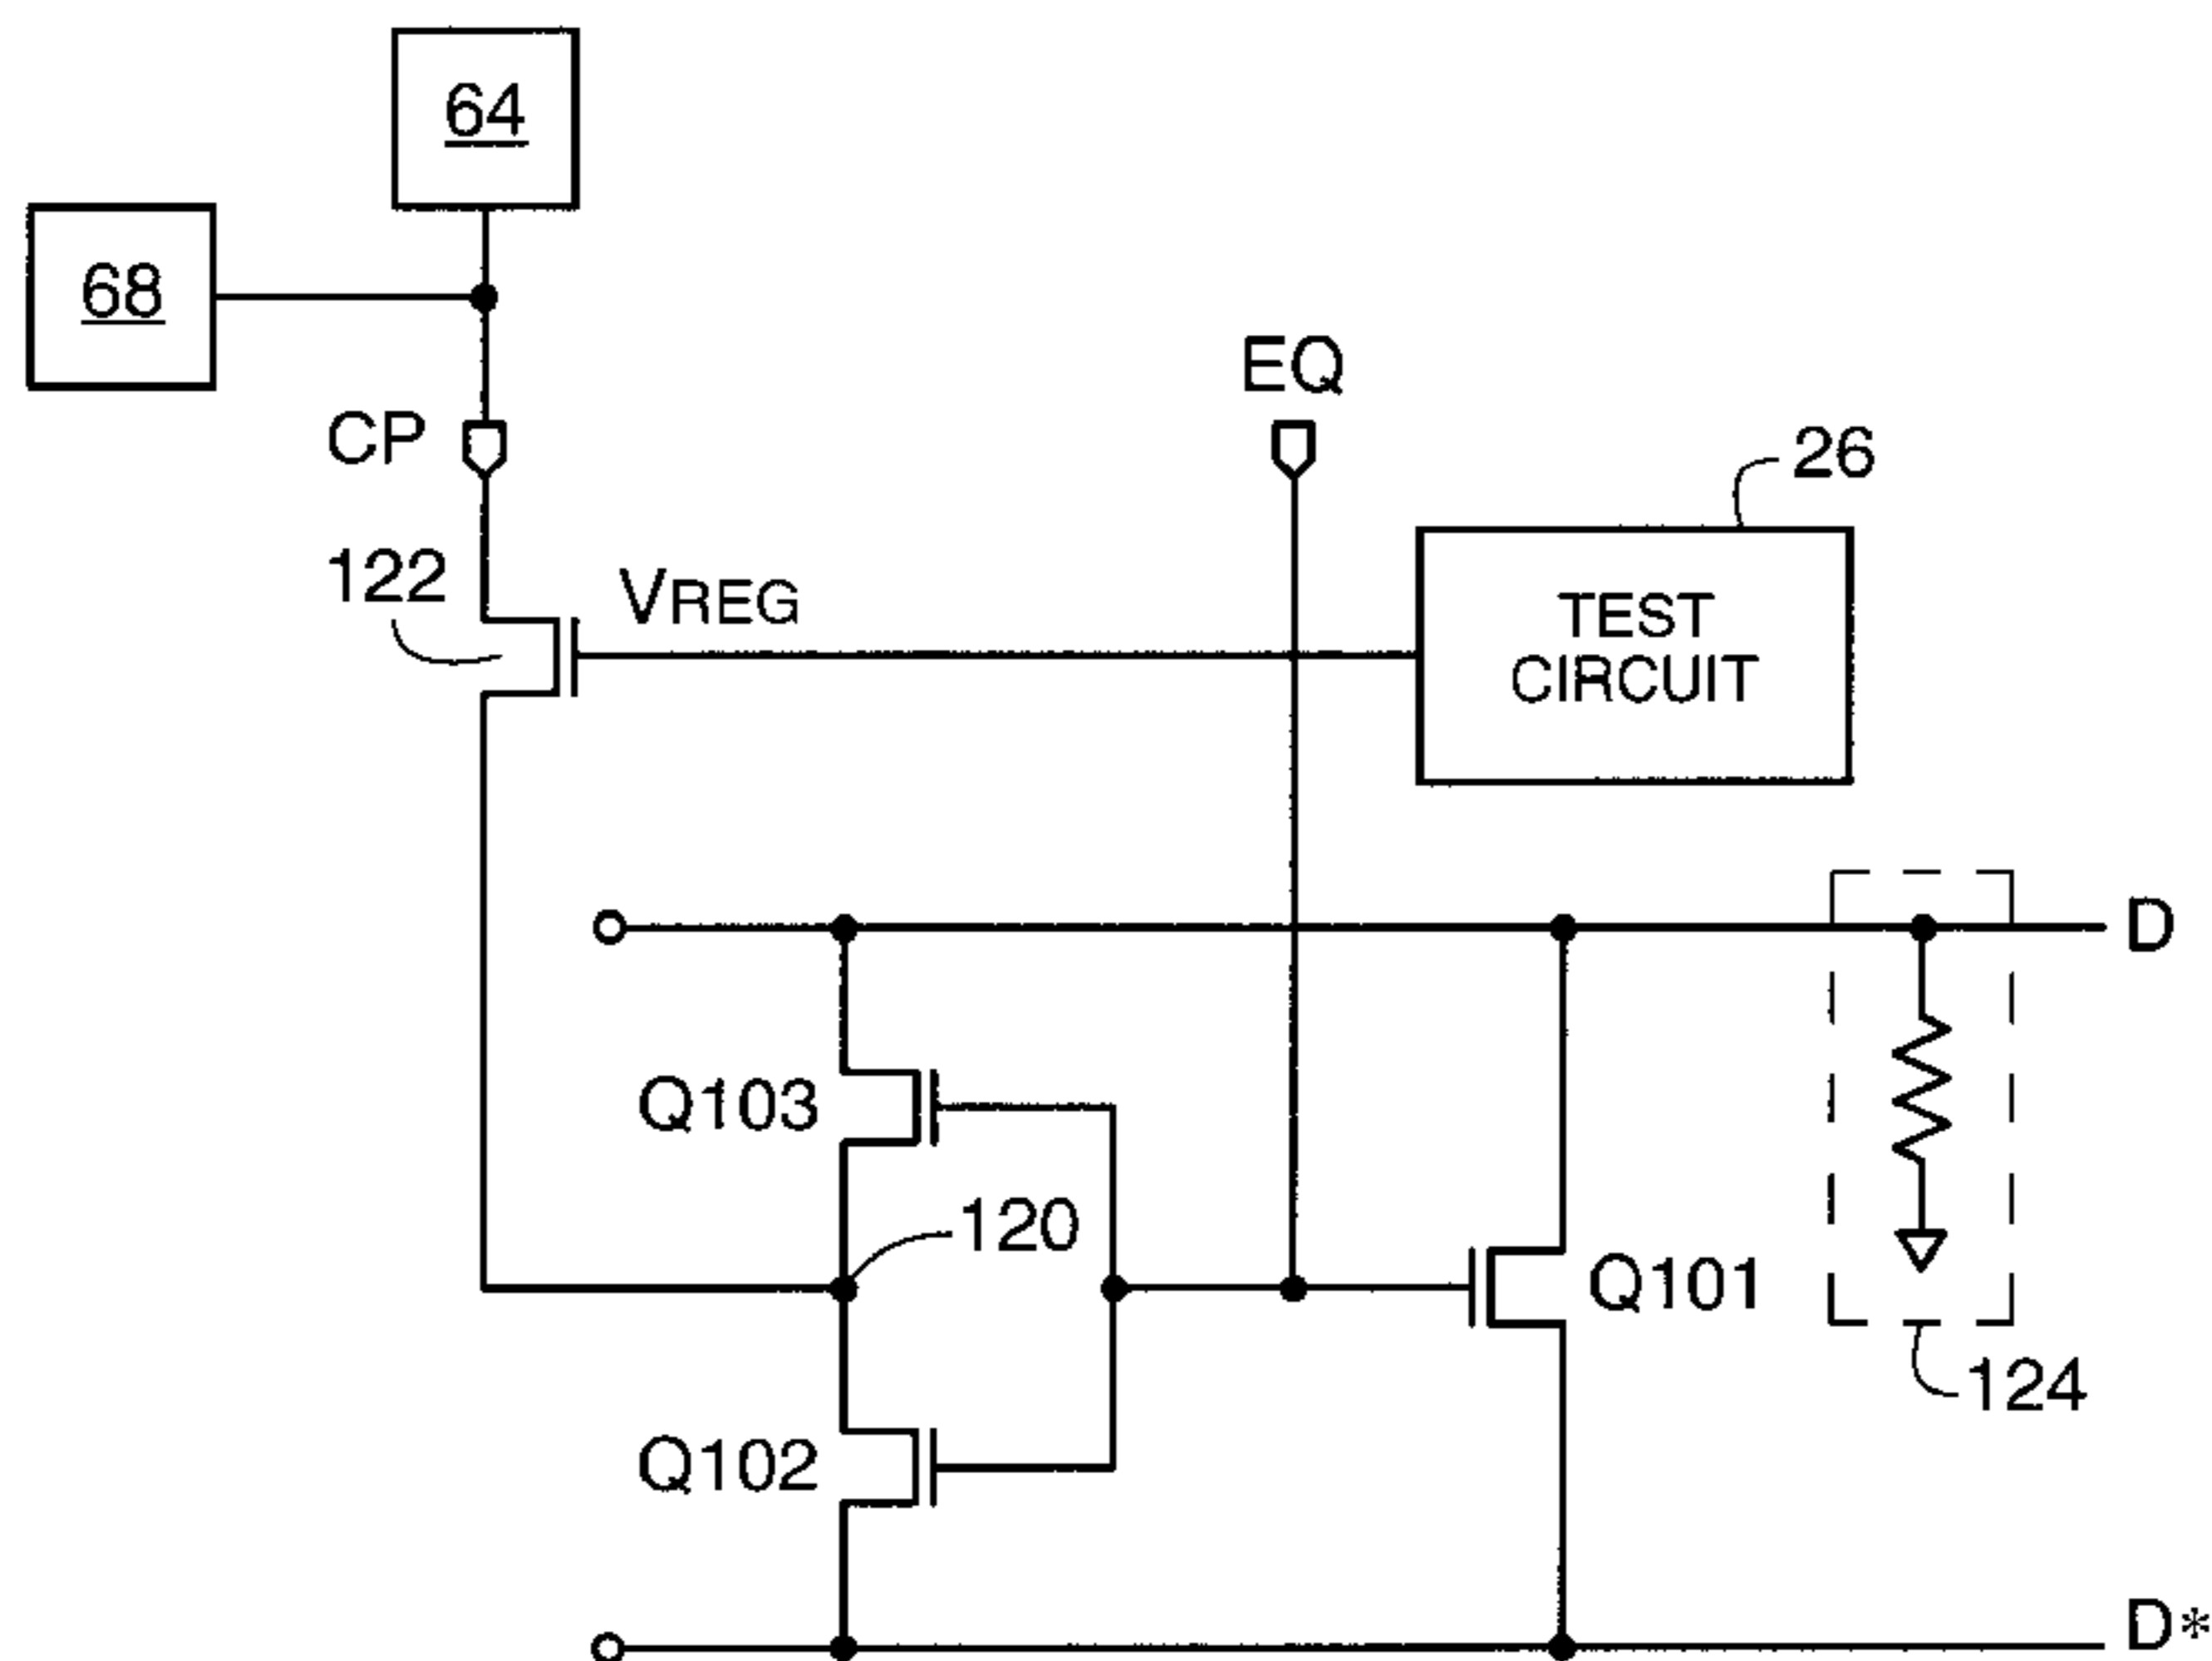 64
68
EQ
CP
26
122
VREG
TEST
CIRCUIT
D
Q103
120
Q101
124
Q102
D*